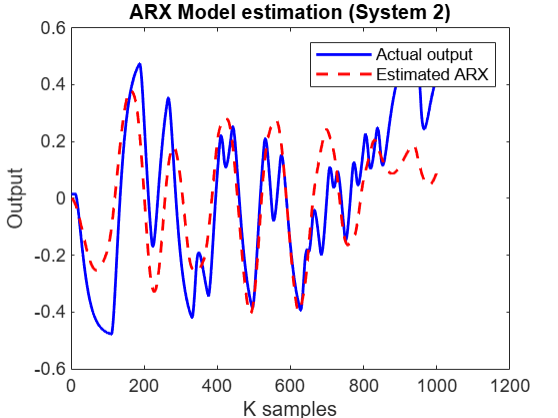 ARX Model estimation (System 2)
Actual output
Estimated ARX
0.6
0.4
0.2
0
-0.2
-0.4
-0.6
Output
0 200 400 600 800 1000 1200
K samples